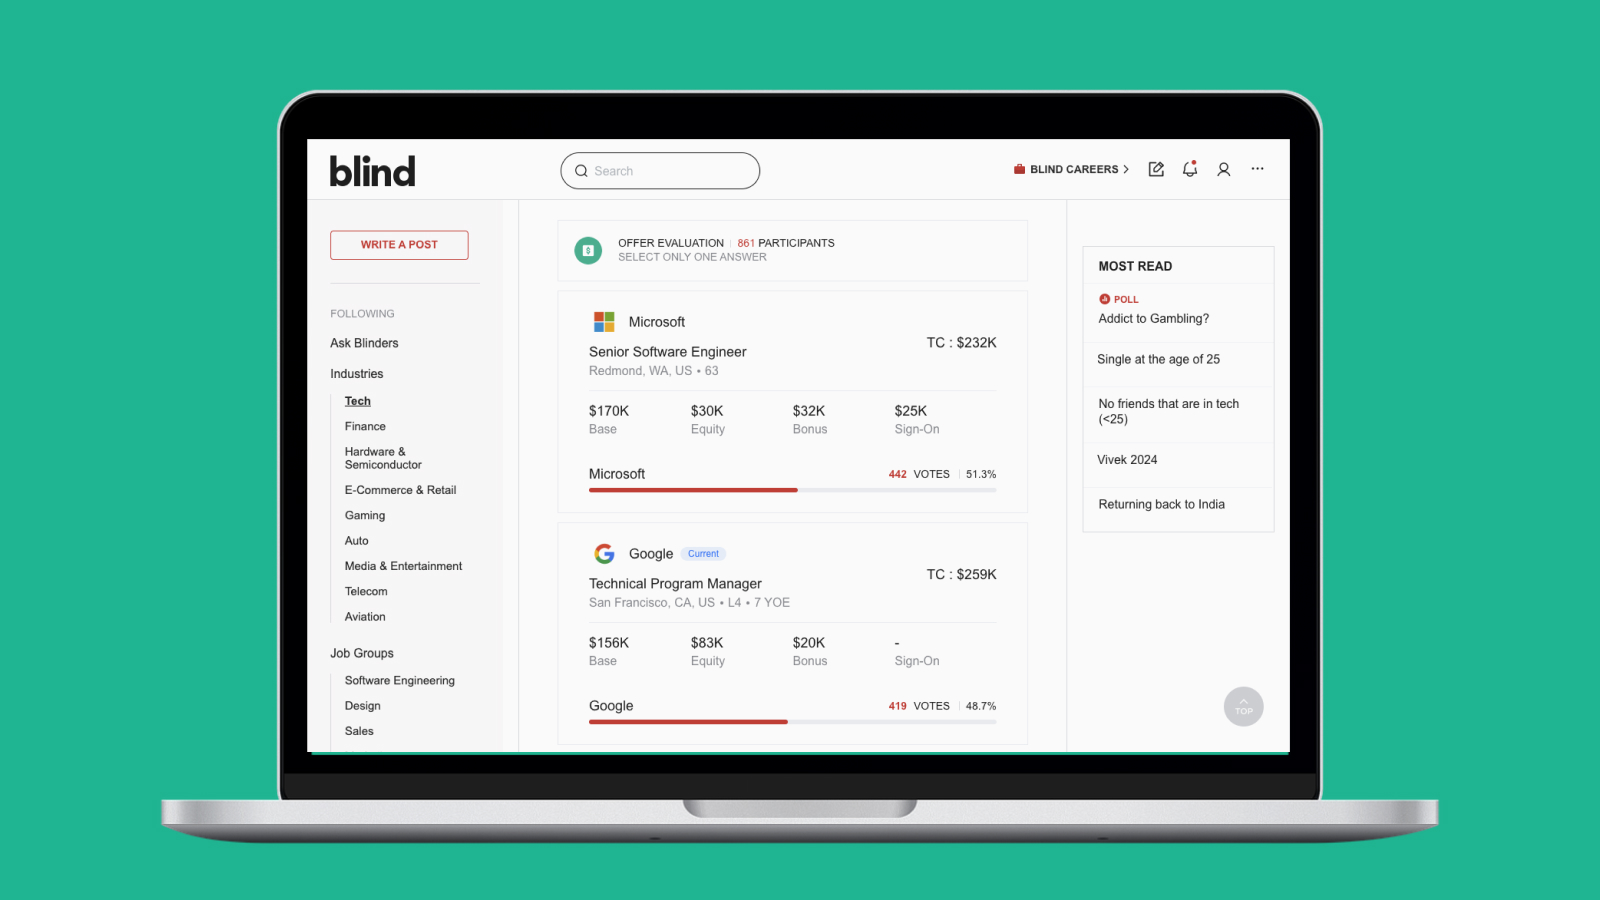 blind
Search
BLIND CAREERS
WRITE A POST
FOLLOWING
Ask Blinders
Industries
Tech
Finance
Hardware &
Semiconductor
E-Commerce & Retail
Gaming
Auto
Media & Entertainment
Telecom
Aviation
Job Groups
Software Engineering
Design
Sales
OFFER EVALUATION | 861 PARTICIPANTS
SELECT ONLY ONE ANSWER
Microsoft
TC : $232K
Senior Software Engineer
Redmond, WA, US • 63
$170K $30K $32K $25K
Base Equity Bonus Sign-On
Microsoft 442 VOTES | 51.3%
Google Current
TC : $259K
Technical Program Manager
San Francisco, CA, US • L4 • 7 YOE
$156K $83K $20K -
Base Equity Bonus Sign-On
Google 419 VOTES | 48.7%
MOST READ
POLL
Addict to Gambling?
Single at the age of 25
No friends that are in tech
(<25)
Vivek 2024
Returning back to India
TOP